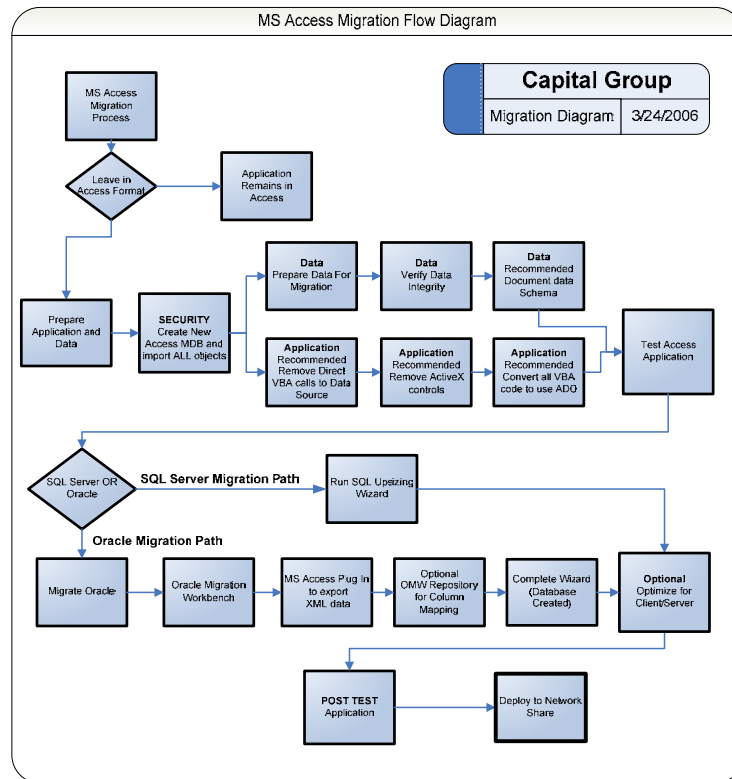 MS Access Migration Flow Diagram
Capital Group
Migration Diagram
3/24/2006
MS Access
Migration
Process
Leave in
Access Format
Application
Remains in
Access
Prepare
Application and
Data
SECURITY
Create New
Access MDB and
import ALL objects
Data
Prepare Data For
Migration
Data
Verify Data
Integrity
Data
Recommended
Document data
Schema
Application
Recommended
Remove Direct
VBA calls to Data
Source
Application
Recommended
Remove ActiveX
controls
Application
Recommended
Convert all VBA
code to use ADO
Test Access
Application
SQL Server OR
Oracle
SQL Server Migration Path
Run SQL Upsizing
Wizard
Oracle Migration Path
Migrate Oracle
Oracle Migration
Workbench
MS Access Plug In
to export
XML data
Optional
OMW Repository
for Column
Mapping
Complete Wizard
(Database
Created)
Optional
Optimize for
Client/Server
POST TEST
Application
Deploy to Network
Share